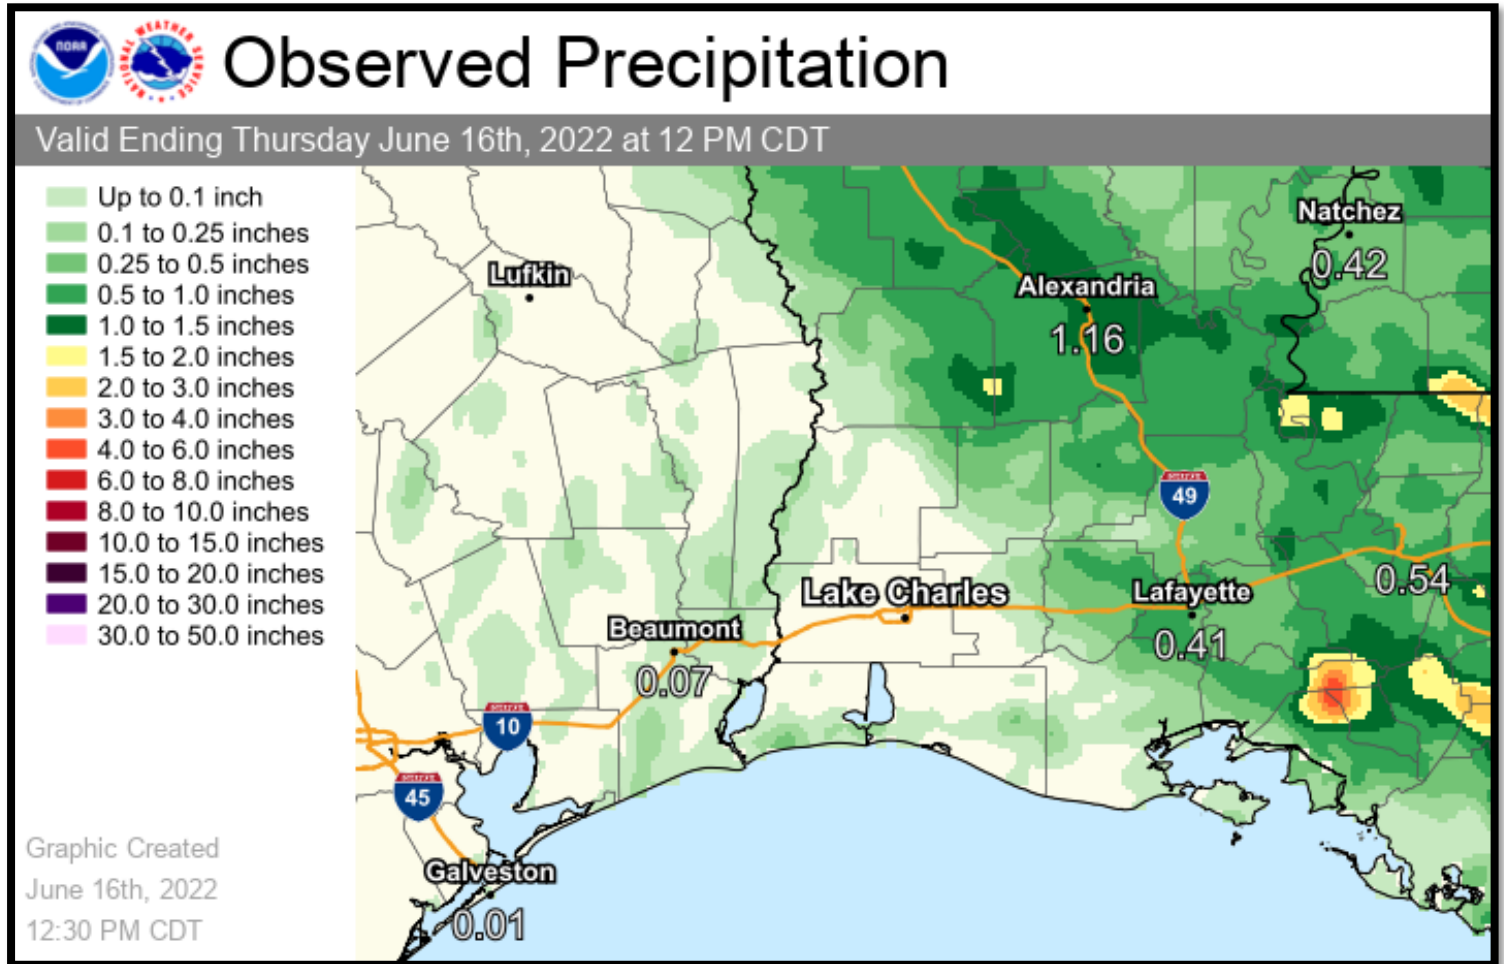 NOAA
NATIONAL WEATHER SERVICE
Observed Precipitation
Valid Ending Thursday June 16th, 2022 at 12 PM CDT
Up to 0.1 inch
0.1 to 0.25 inches
0.25 to 0.5 inches
0.5 to 1.0 inches
1.0 to 1.5 inches
1.5 to 2.0 inches
2.0 to 3.0 inches
3.0 to 4.0 inches
4.0 to 6.0 inches
6.0 to 8.0 inches
8.0 to 10.0 inches
10.0 to 15.0 inches
15.0 to 20.0 inches
20.0 to 30.0 inches
30.0 to 50.0 inches
Graphic Created
June 16th, 2022
12:30 PM CDT
Natchez
0.42
Lufkin
Alexandria
1.16
49
Lake Charles
Lafayette
0.41
0.54
Beaumont
0.07
10
45
Galveston
0.01